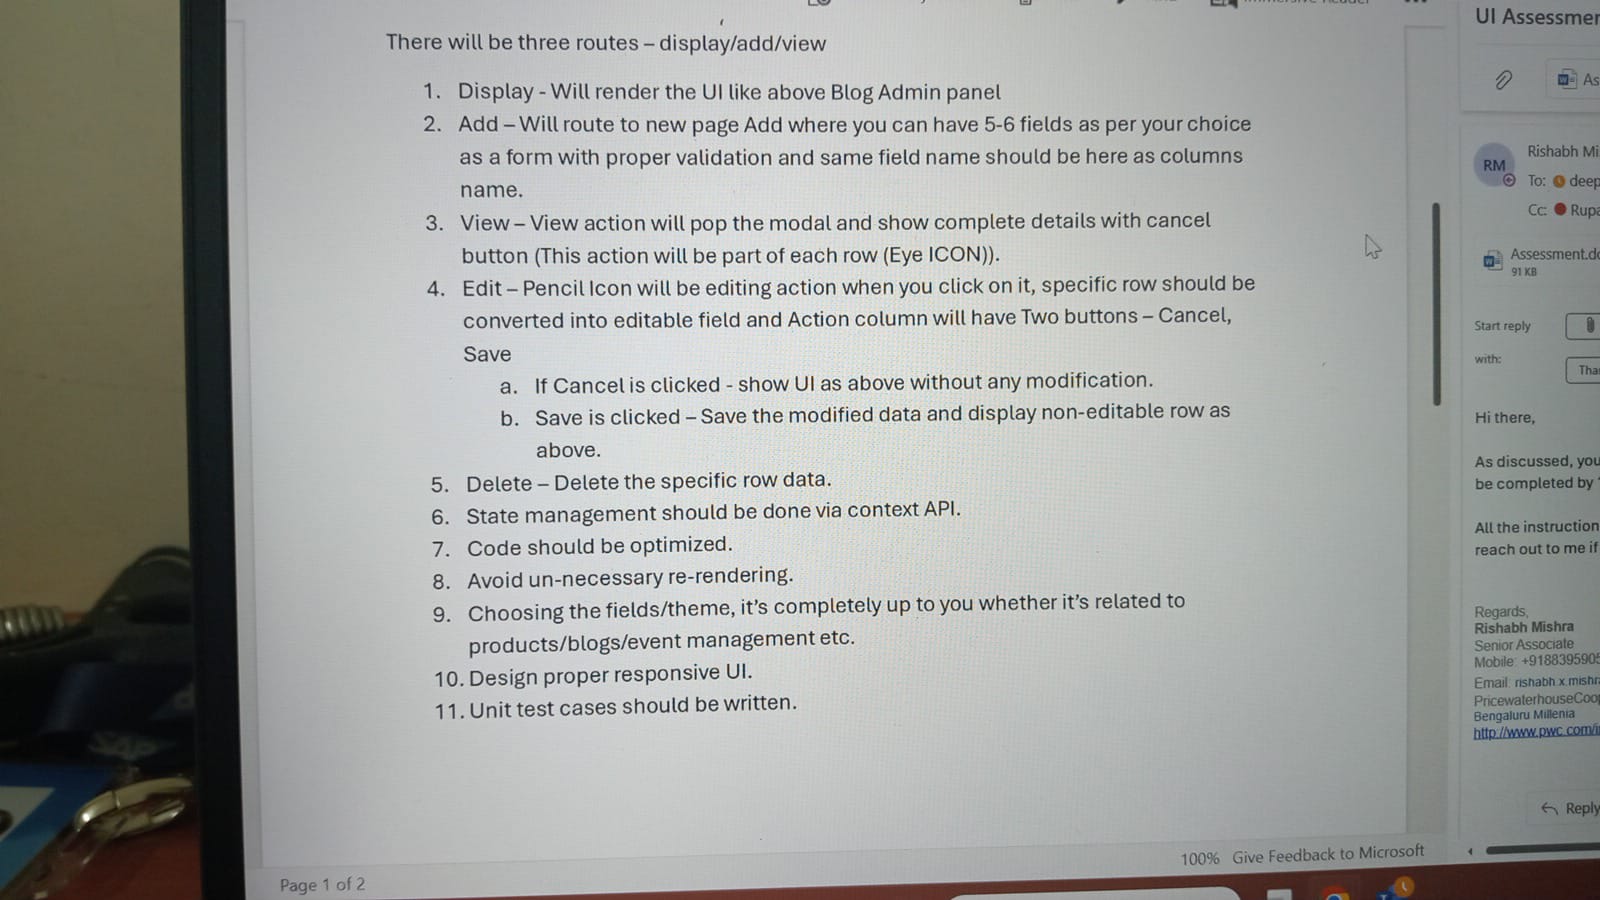 There will be three routes – display/add/view
1. Display - Will render the UI like above Blog Admin panel
2. Add – Will route to new page Add where you can have 5-6 fields as per your choice
as a form with proper validation and same field name should be here as columns
name.
3. View – View action will pop the modal and show complete details with cancel
button (This action will be part of each row (Eye ICON)).
4. Edit – Pencil Icon will be editing action when you click on it, specific row should be
converted into editable field and Action column will have Two buttons – Cancel,
Save
a. If Cancel is clicked - show UI as above without any modification.
b. Save is clicked – Save the modified data and display non-editable row as
above.
5. Delete – Delete the specific row data.
6. State management should be done via context API.
7. Code should be optimized.
8. Avoid un-necessary re-rendering.
9. Choosing the fields/theme, it's completely up to you whether it's related to
products/blogs/event management etc.
10. Design proper responsive UI.
11. Unit test cases should be written.
Page 1 of 2
100% Give Feedback to Microsoft
UI Assessmen
As
RM
Rishabh Mi
To: deep
Cc: Rupa
Assessment.do
91 KB
Start reply
with:
Tha
Hi there,
As discussed, you
be completed by
All the instruction
reach out to me if
Regards,
Rishabh Mishra
Senior Associate
Mobile: +9188395905
Email: rishabh.x.mishr
PricewaterhouseCoop
Bengaluru Millenia
http://www.pwc.com/i
Reply
SAP